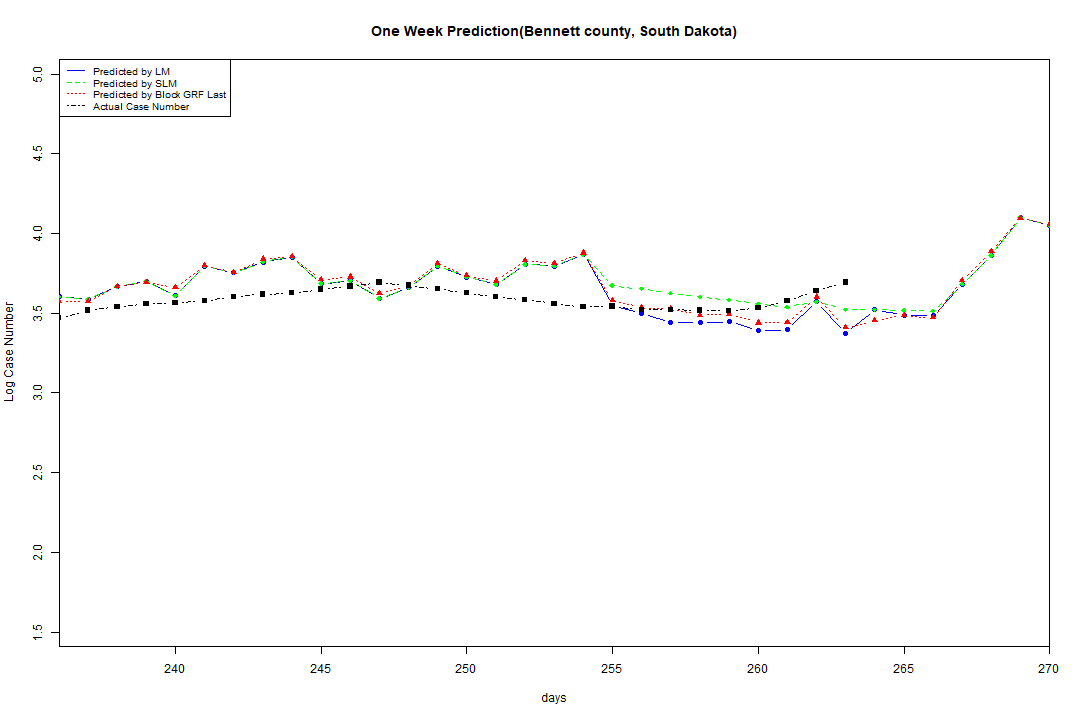 One Week Prediction(Bennett county, South Dakota)
Predicted by LM
Predicted by SLM
Predicted by Block GRF Last
Actual Case Number
5.0
4.5
4.0
3.5
3.0
2.5
2.0
1.5
Log Case Number
240 245 250 255 260 265 270
days